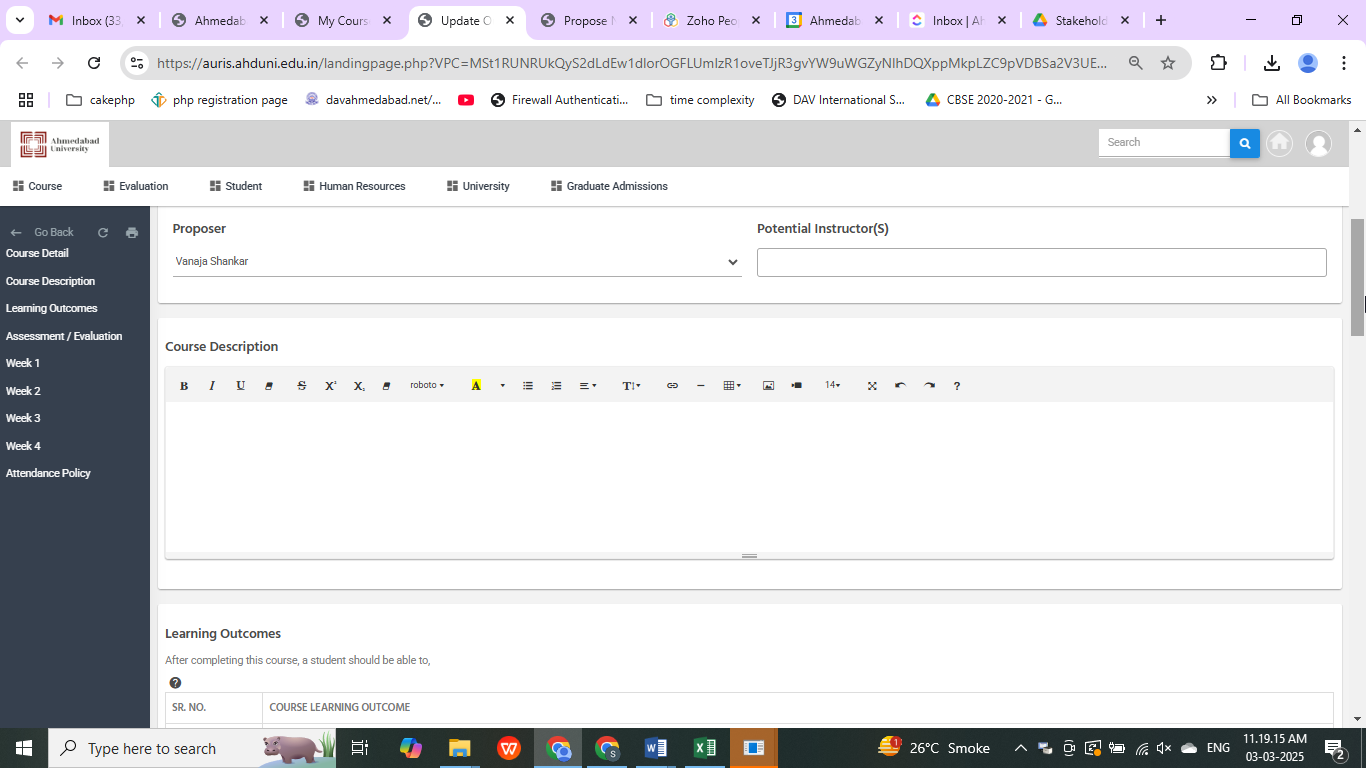 Inbox (33
Ahmedab
My Cours
Update O
Propose N
Zoho Peo
Ahmedab
Inbox | Ah
Stakehold
https://auris.ahduni.edu.in/landingpage.php?
cakephp
php registration page
davahmedabad.net/...
Firewall Authenticati...
time complexity
DAV International S...
CBSE 2020-2021 - G...
All Bookmarks
Ahmedabad
University
Search
Course
Evaluation
Student
Human Resources
University
Graduate Admissions
Go Back
Course Detail
Course Description
Learning Outcomes
Assessment / Evaluation
Week 1
Week 2
Week 3
Week 4
Attendance Policy
Proposer
Potential Instructor(S)
Vanaja Shankar
Course Description
B I U S X² X₂ roboto A T 14 ?
Learning Outcomes
After completing this course, a student should be able to,
SR. NO.
COURSE LEARNING OUTCOME
Type here to search
26°C Smoke
ENG
11.19.15 AM
03-03-2025
2